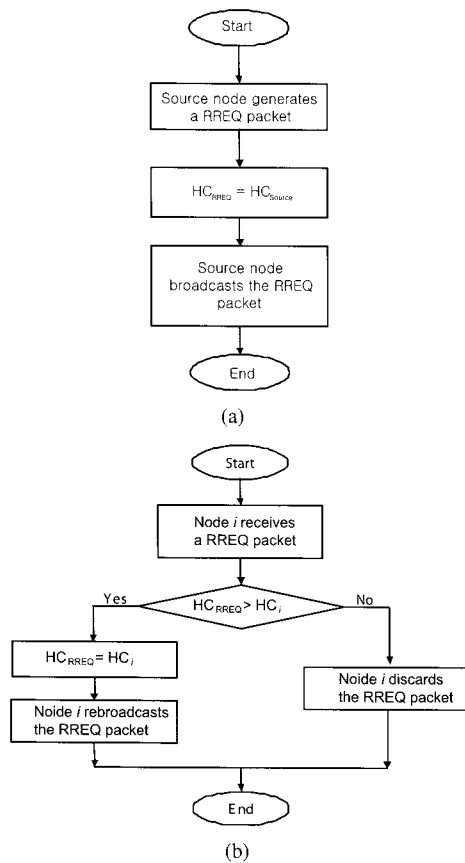 Start
Source node generates
a RREQ packet
HC_RREQ = HC_Source
Source node
broadcasts the RREQ
packet
End
(a)
Start
Node i receives
a RREQ packet
Yes
HC_RREQ > HC_i
No
HC_RREQ = HC_i
Noide i discards
the RREQ packet
Noide i rebroadcasts
the RREQ packet
End
(b)